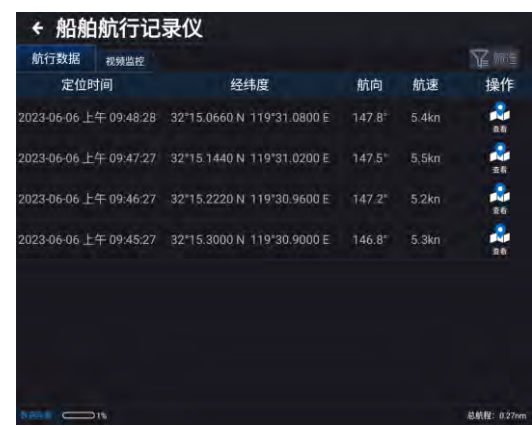 ← 船舶航行记录仪
航行数据 视频监控 筛选
定位时间 经纬度 航向 航速 操作
2023-06-06 上午 09:48:28 32°15.0660 N 119°31.0800 E 147.8° 5.4kn 查看
2023-06-06 上午 09:47:27 32°15.1440 N 119°31.0200 E 147.5° 5.5kn 查看
2023-06-06 上午 09:46:27 32°15.2220 N 119°30.9600 E 147.2° 5.2kn 查看
2023-06-06 上午 09:45:27 32°15.3000 N 119°30.9000 E 146.8° 5.3kn 查看
1% 总航程: 0.27nm